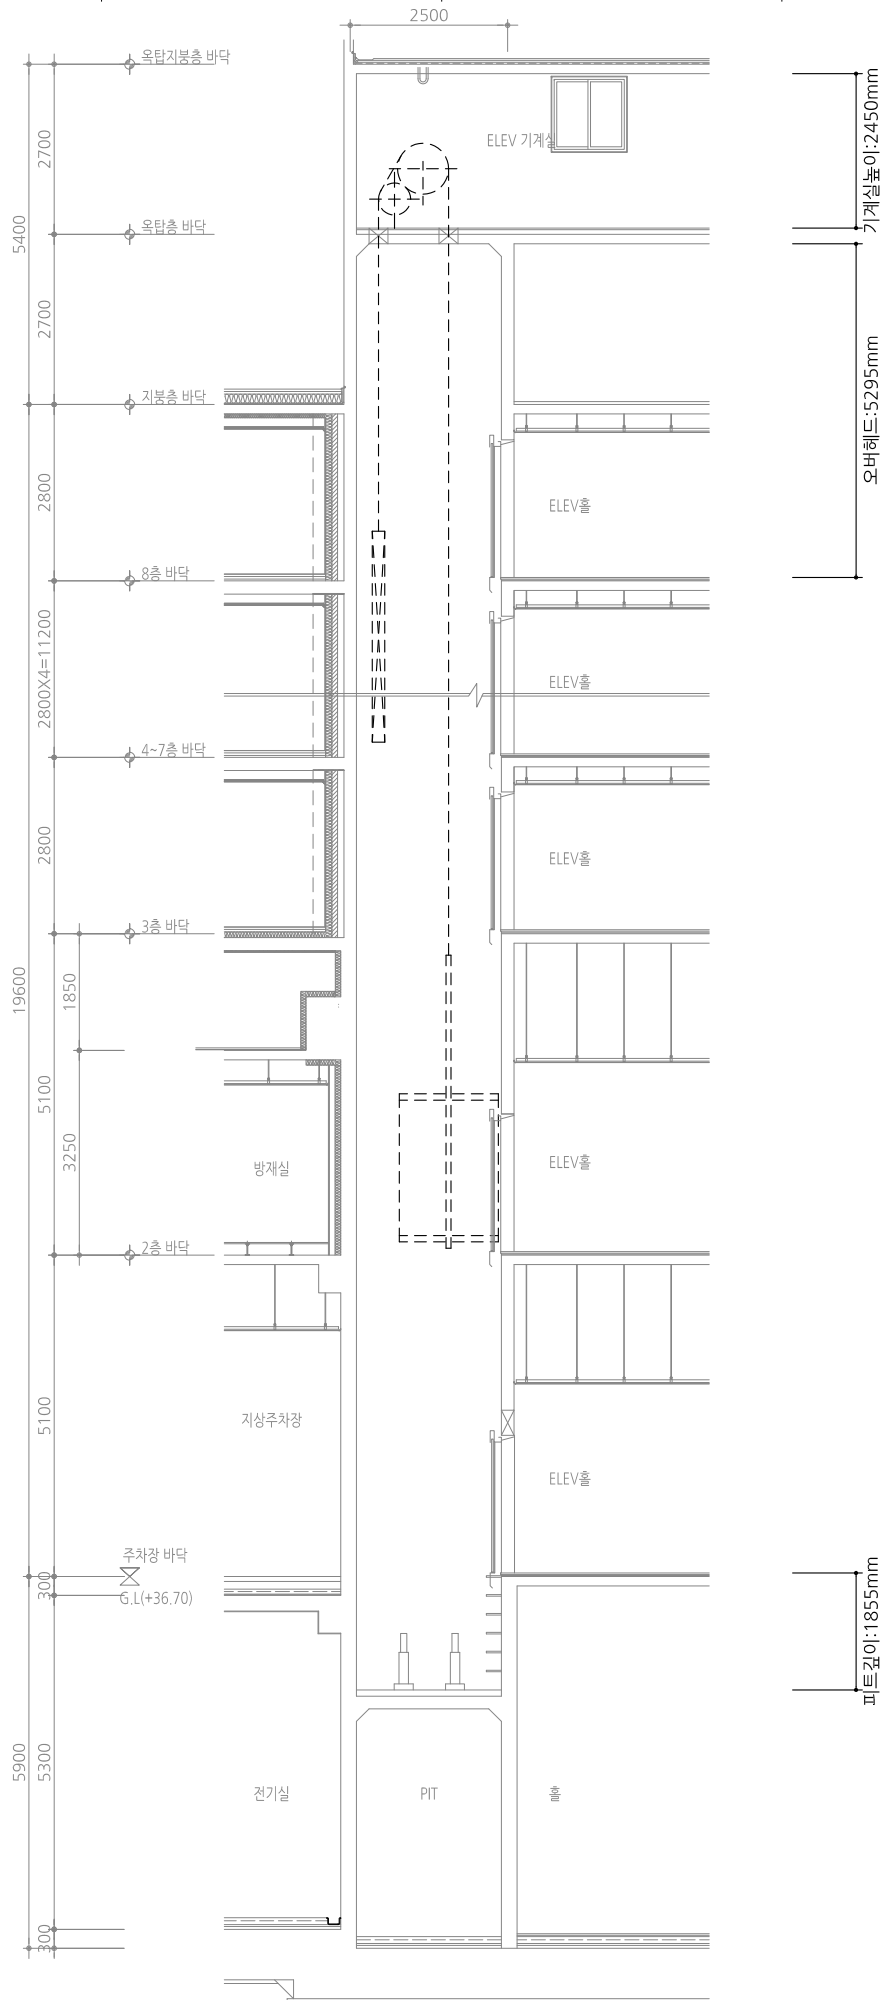 2500
옥탑지붕층 바닥
2700
ELEV 기계실
기계실높이:2450mm
5400
옥탑층 바닥
2700
오버헤드:5295mm
지붕층 바닥
2800
ELEV홀
8층 바닥
2800X4=11200
ELEV홀
4~7층 바닥
2800
ELEV홀
3층 바닥
19600
1850
5100
3250
방재실
ELEV홀
2층 바닥
5100
지상주차장
ELEV홀
주차장 바닥
300
G.L(+36.70)
피트깊이:1855mm
5900
5300
전기실
PIT
홀
300